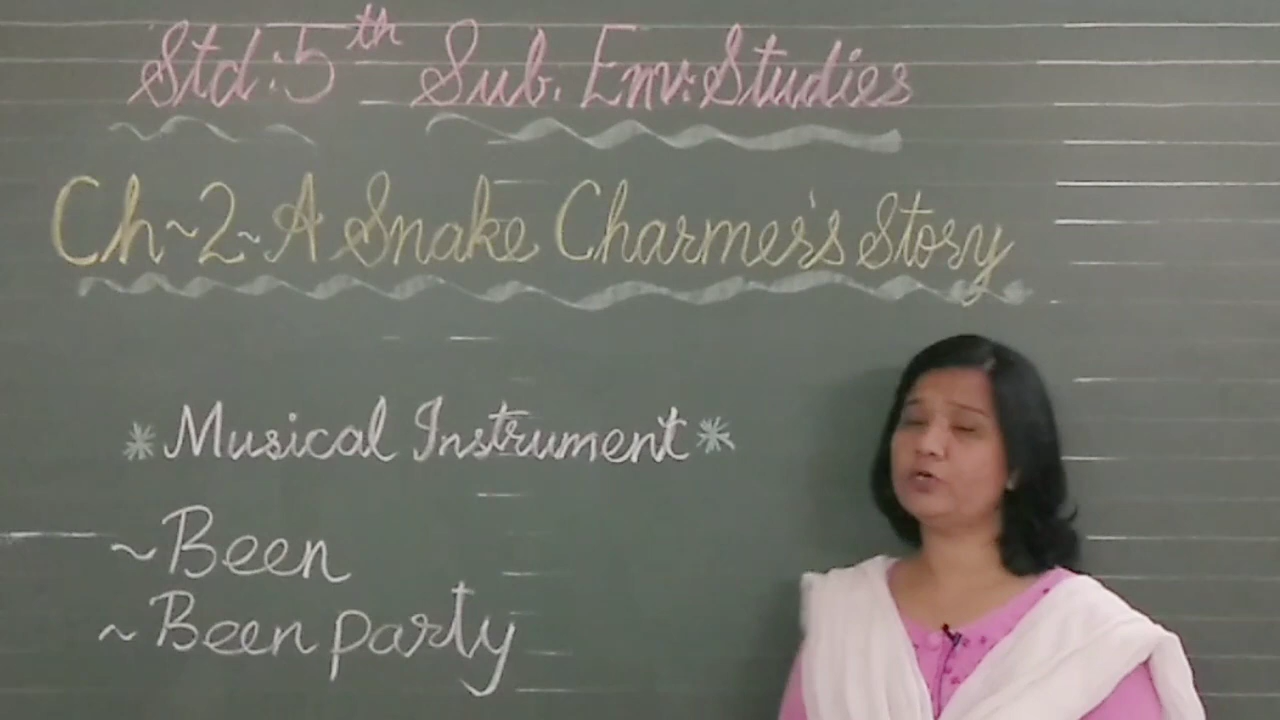 Std:5th Sub. Env:Studies
Ch~2~A Snake Charmer's Story
*Musical Instrument*
~Been
~Been party